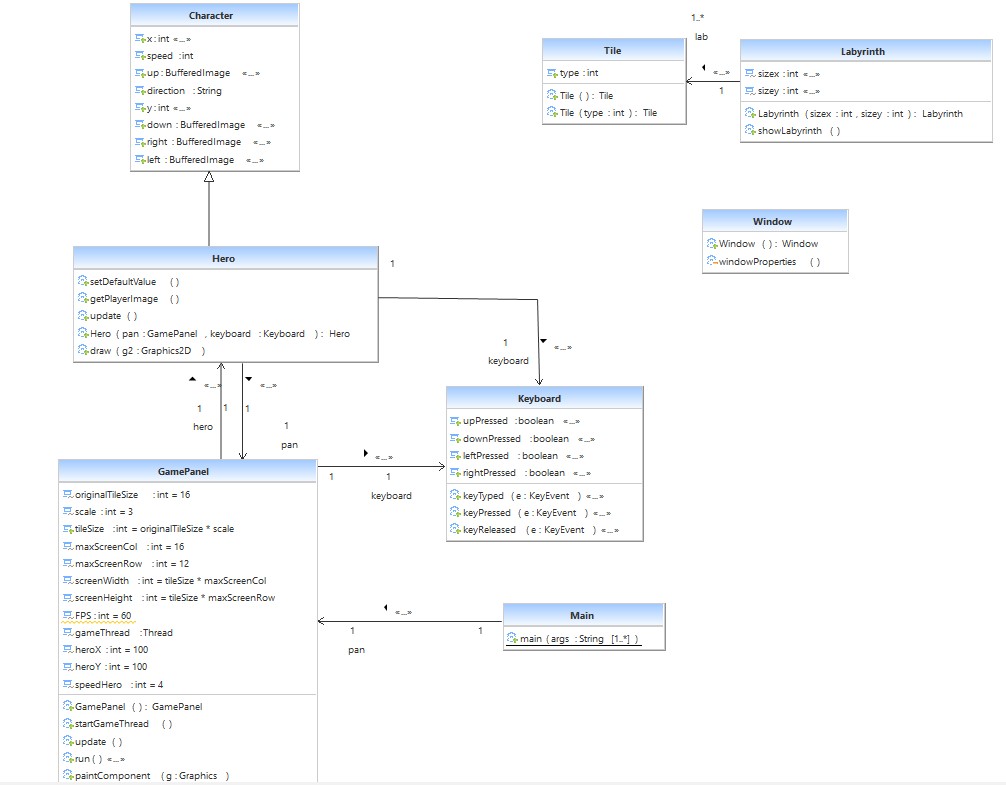 Character
x : int «...»
speed : int
up : BufferedImage «...»
direction : String
y : int «...»
down : BufferedImage «...»
right : BufferedImage «...»
left : BufferedImage «...»
1..*
lab
Tile
type : int
Tile ( ) : Tile
Tile ( type : int ) : Tile
«...»
1
Labyrinth
sizex : int «...»
sizey : int «...»
Labyrinth ( sizex : int , sizey : int ) : Labyrinth
showLabyrinth ( )
Window
Window ( ) : Window
windowProperties ( )
Hero
setDefaultValue ( )
getPlayerImage ( )
update ( )
Hero ( pan : GamePanel , keyboard : Keyboard ) : Hero
draw ( g2 : Graphics2D )
1
1
keyboard
«...»
«...»
«...»
1
1
1
hero
1
pan
Keyboard
upPressed : boolean «...»
downPressed : boolean «...»
leftPressed : boolean «...»
rightPressed : boolean «...»
keyTyped ( e : KeyEvent ) «...»
keyPressed ( e : KeyEvent ) «...»
keyReleased ( e : KeyEvent ) «...»
«...»
1
1
keyboard
GamePanel
originalTileSize : int = 16
scale : int = 3
tileSize : int = originalTileSize * scale
maxScreenCol : int = 16
maxScreenRow : int = 12
screenWidth : int = tileSize * maxScreenCol
screenHeight : int = tileSize * maxScreenRow
FPS : int = 60
gameThread : Thread
heroX : int = 100
heroY : int = 100
speedHero : int = 4
GamePanel ( ) : GamePanel
startGameThread ( )
update ( )
run ( ) «...»
paintComponent ( g : Graphics )
«...»
1
1
pan
Main
main ( args : String [1..*] )